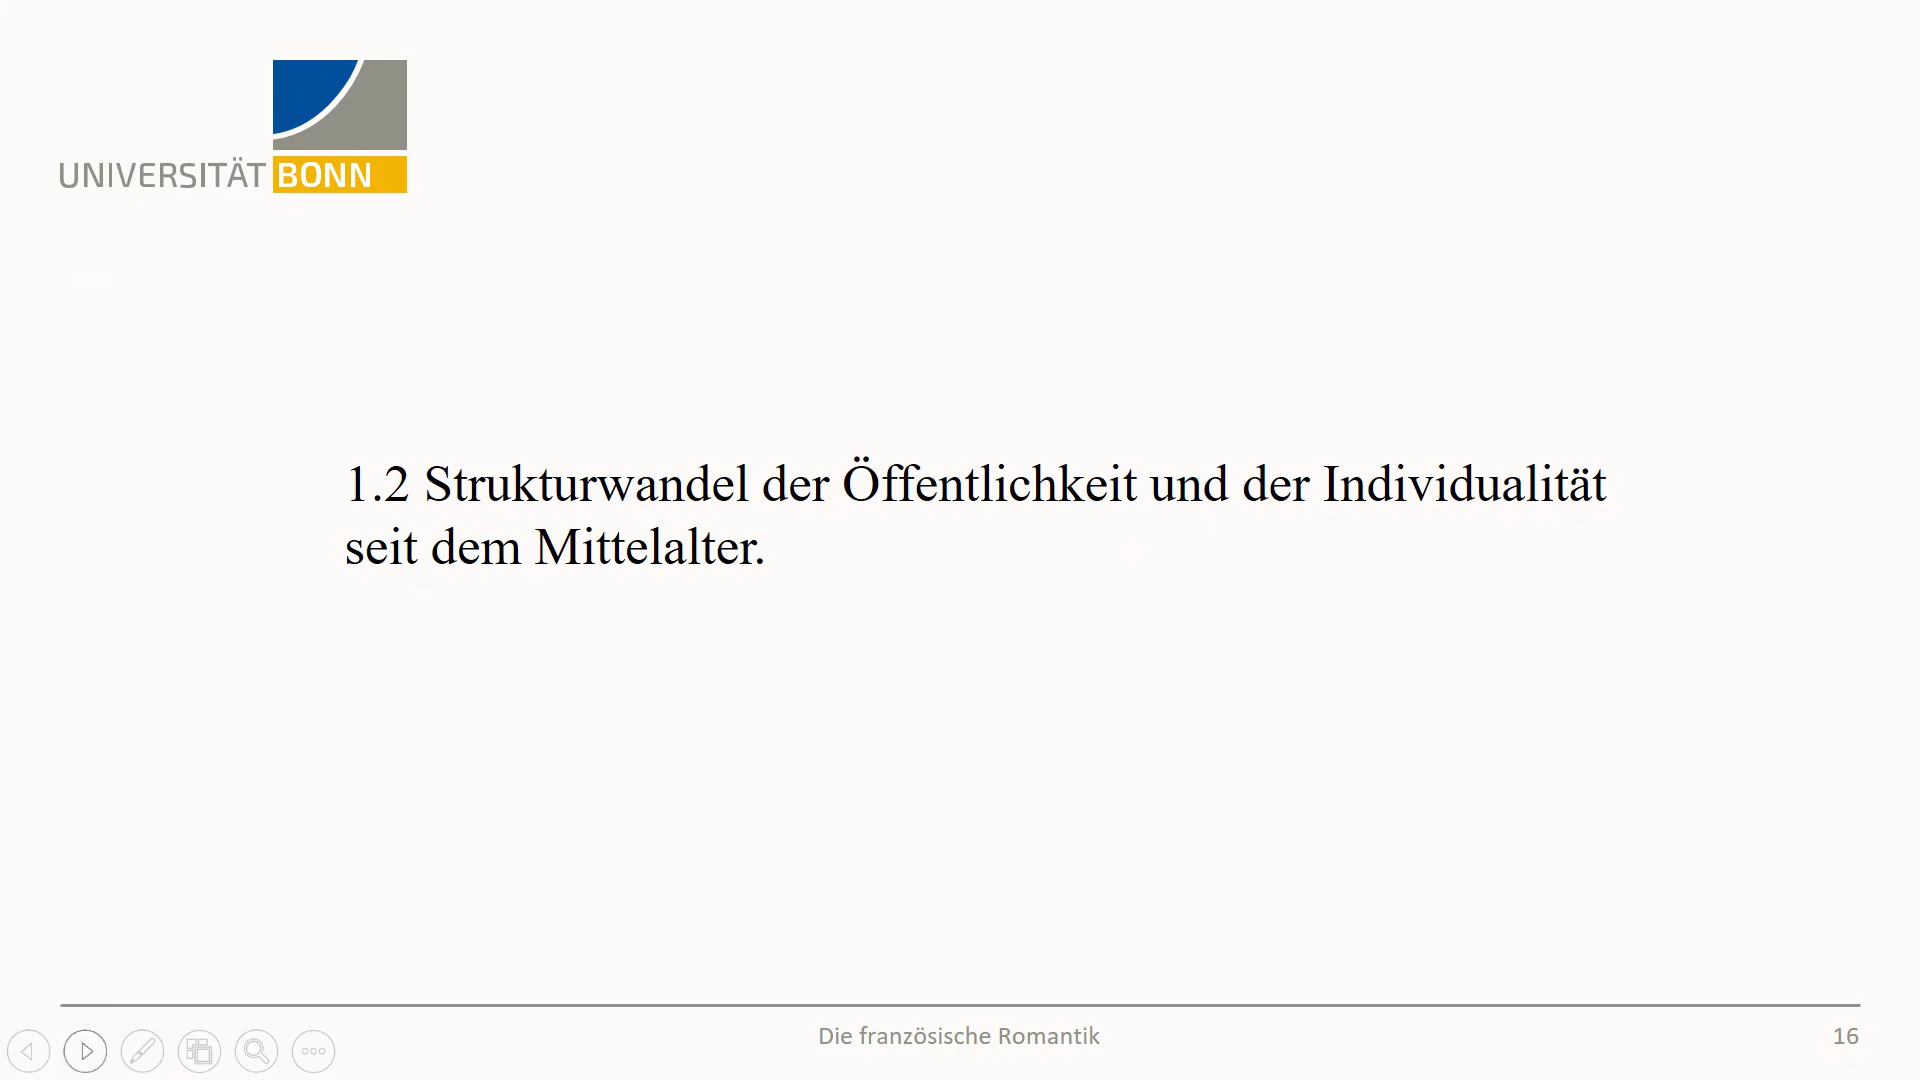 UNIVERSITÄT BONN
1.2 Strukturwandel der Öffentlichkeit und der Individualität
seit dem Mittelalter.
Die französische Romantik
16